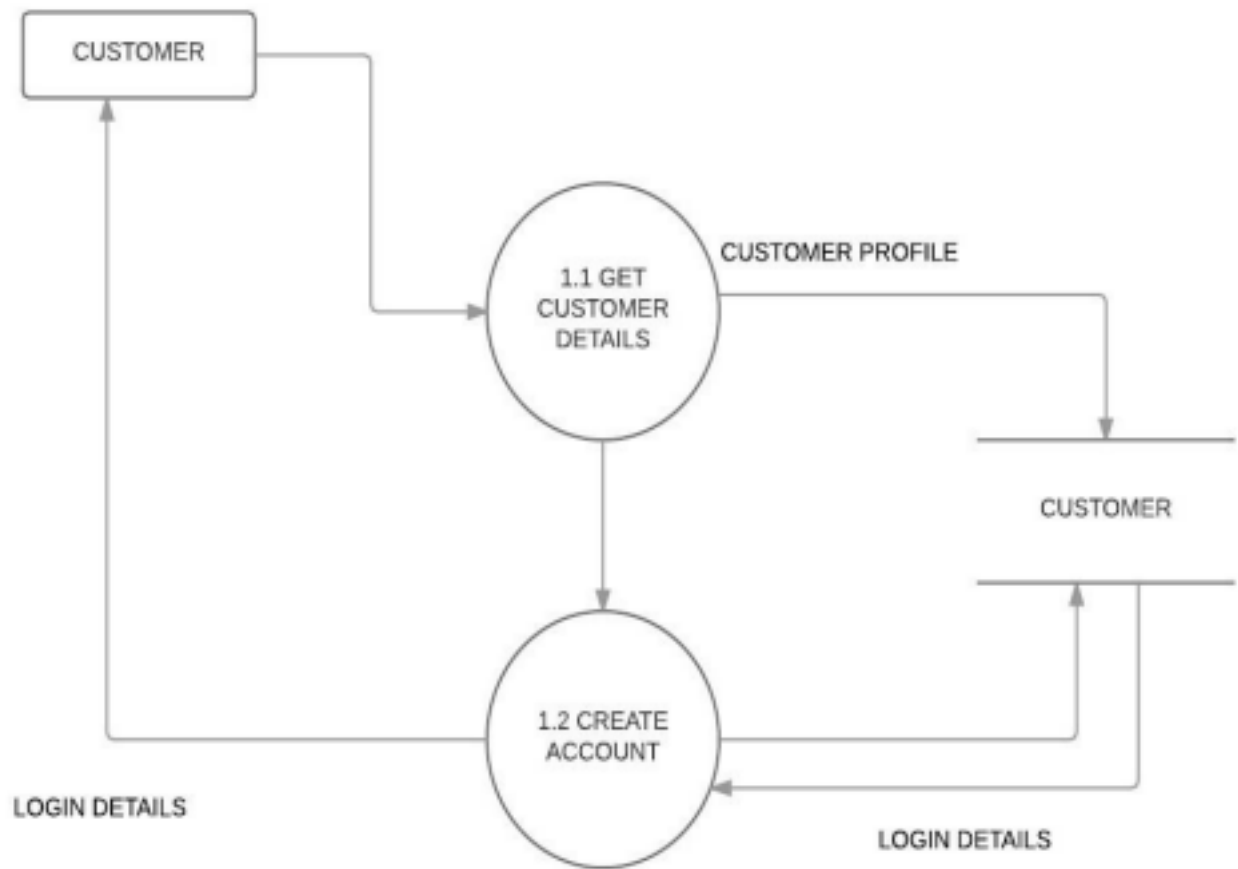 CUSTOMER
CUSTOMER PROFILE
1.1 GET
CUSTOMER
DETAILS
CUSTOMER
1.2 CREATE
ACCOUNT
LOGIN DETAILS
LOGIN DETAILS